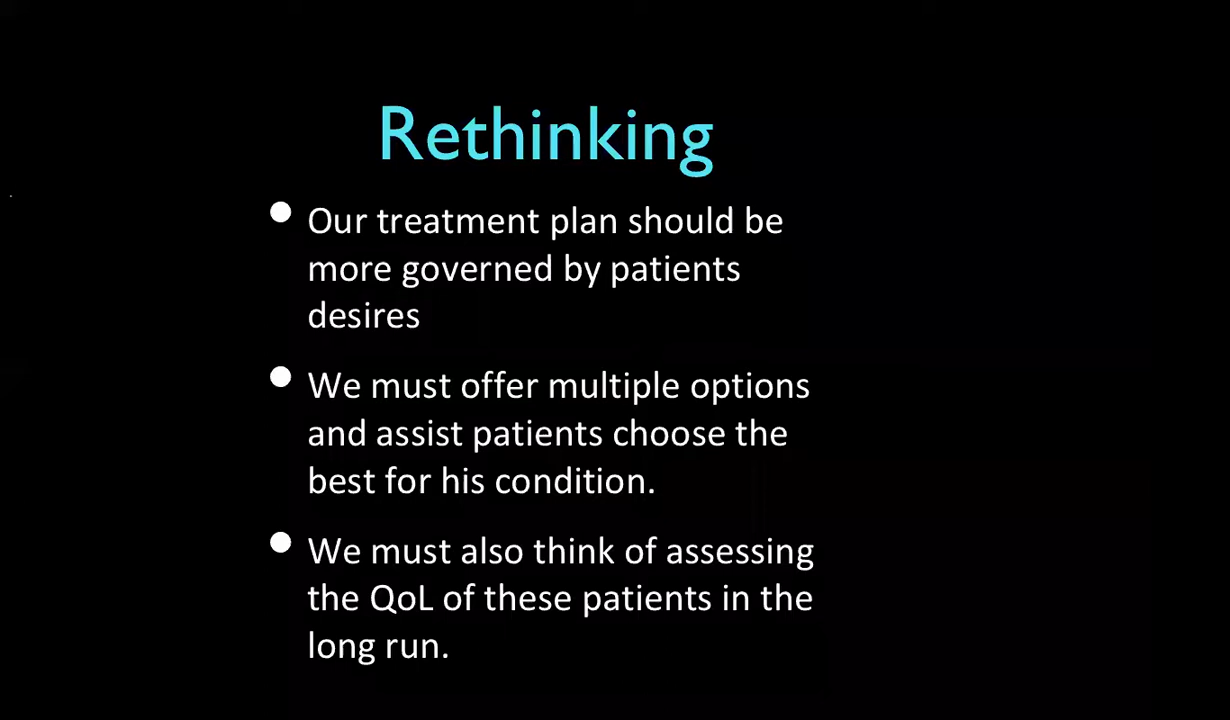 Rethinking
• Our treatment plan should be
more governed by patients
desires
• We must offer multiple options
and assist patients choose the
best for his condition.
• We must also think of assessing
the QoL of these patients in the
long run.